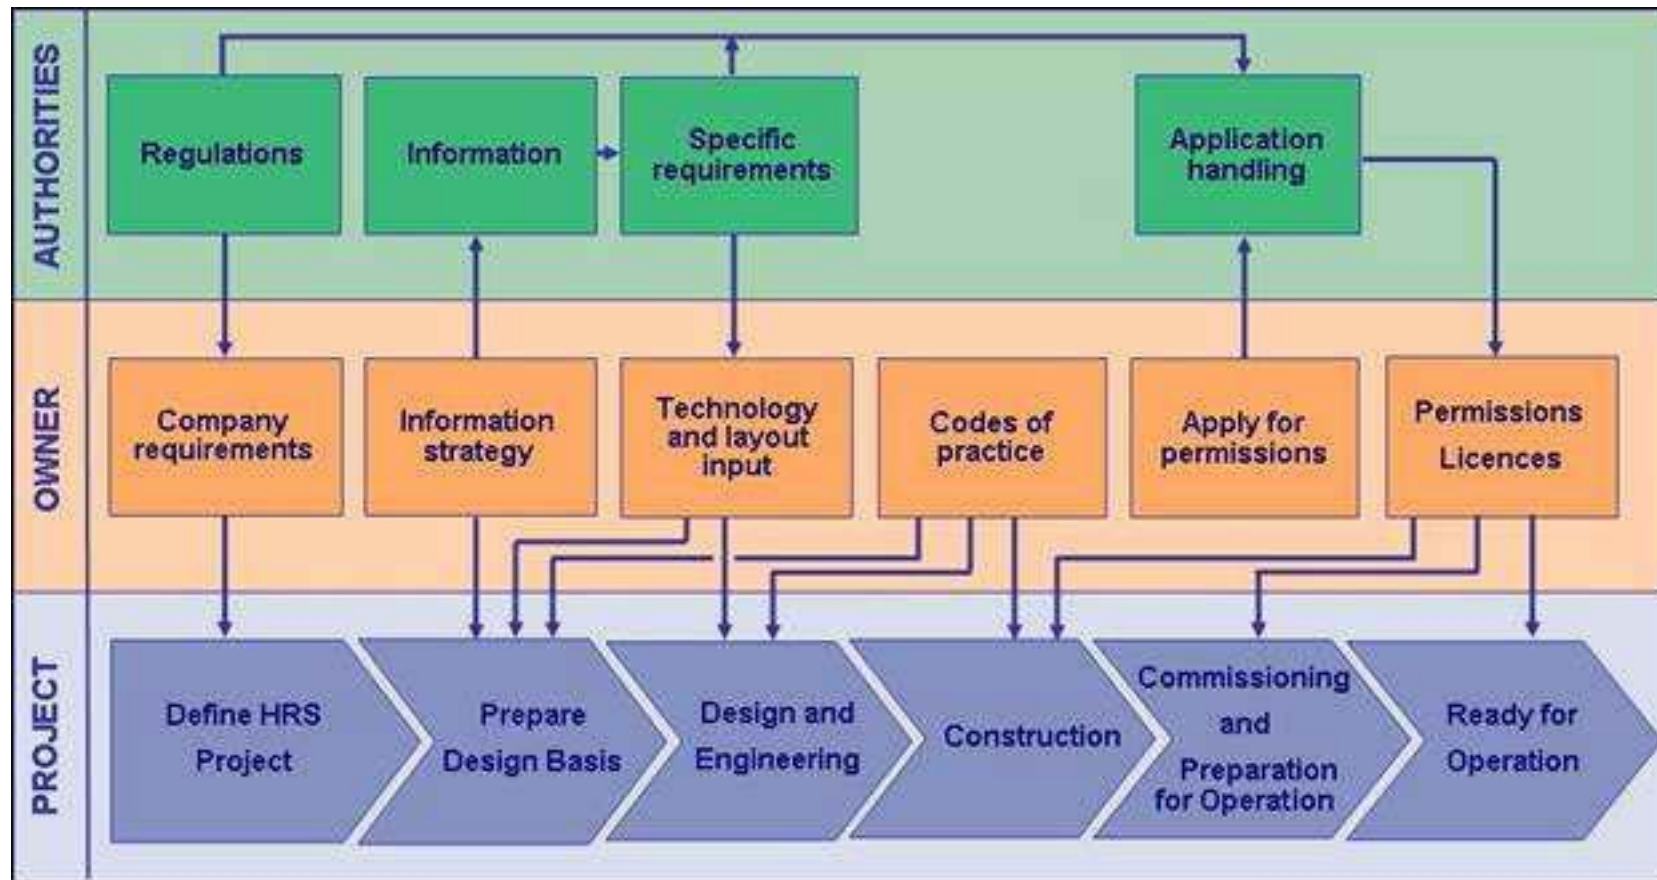 AUTHORITIES
Regulations
Information
Specific
requirements
Application
handling
OWNER
Company
requirements
Information
strategy
Technology
and layout
input
Codes of
practice
Apply for
permissions
Permissions
Licences
PROJECT
Define HRS
Project
Prepare
Design Basis
Design and
Engineering
Construction
Commissioning
and
Preparation
for Operation
Ready for
Operation